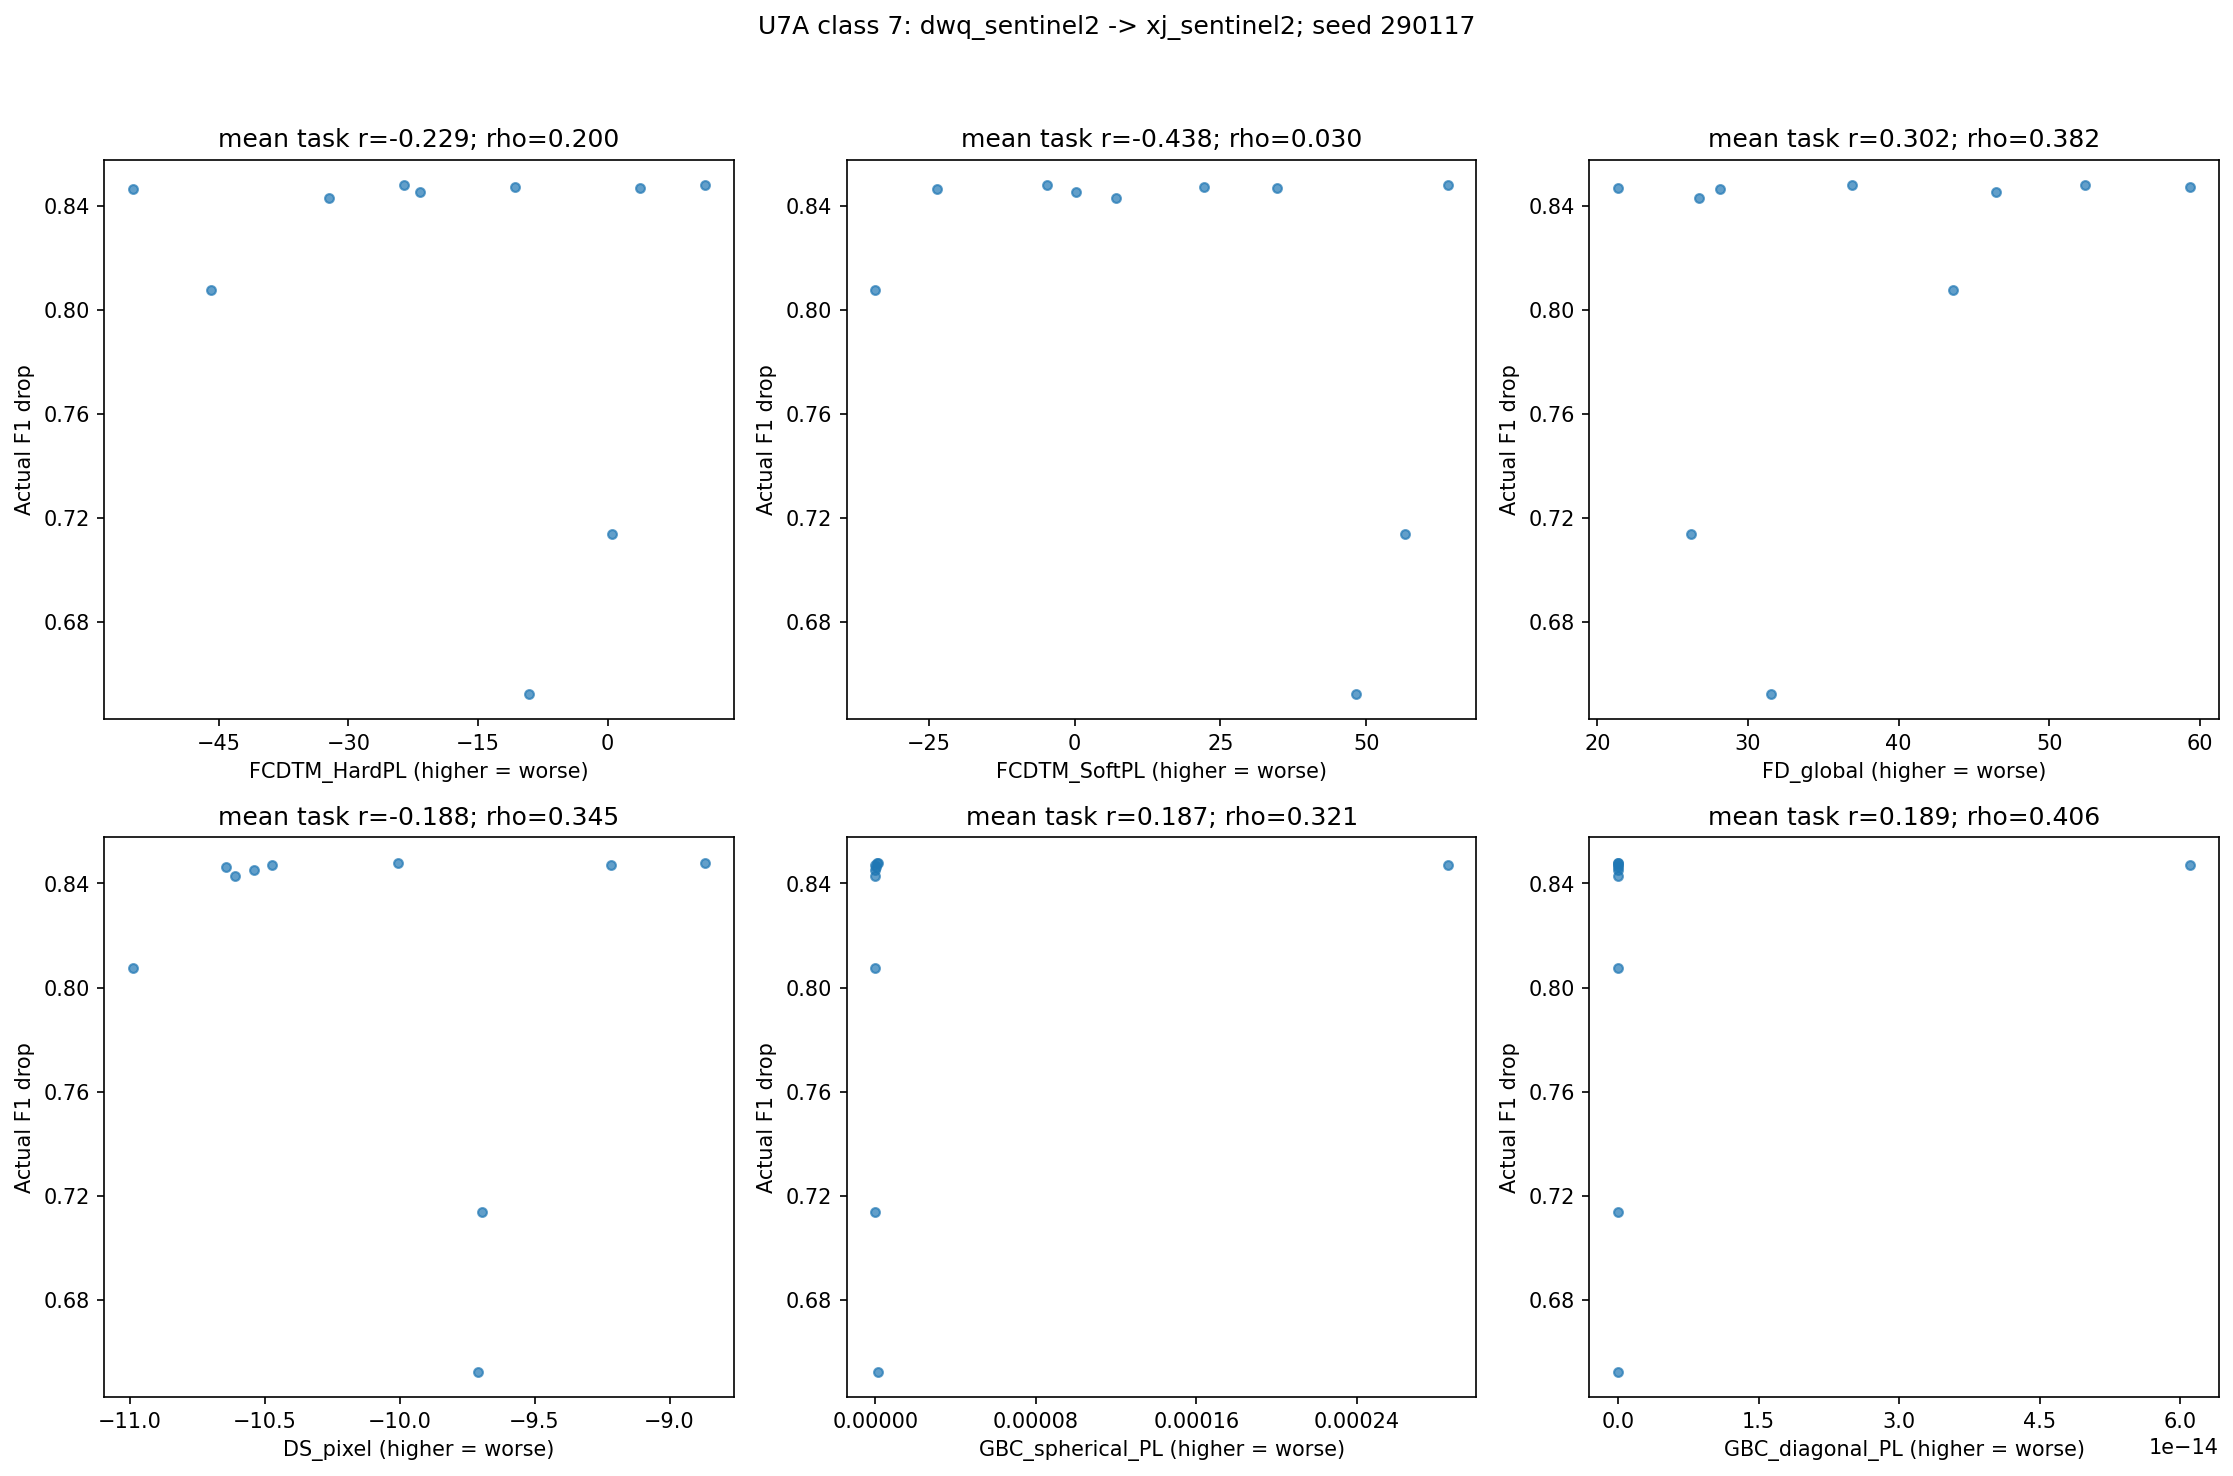 U7A class 7: dwq_sentinel2 -> xj_sentinel2; seed 290117
mean task r=-0.229; rho=0.200
0.84
0.80
0.76
0.72
0.68
Actual F1 drop
−45
−30
−15
0
FCDTM_HardPL (higher = worse)
mean task r=-0.438; rho=0.030
0.84
0.80
0.76
0.72
0.68
Actual F1 drop
−25
0
25
50
FCDTM_SoftPL (higher = worse)
mean task r=0.302; rho=0.382
0.84
0.80
0.76
0.72
0.68
Actual F1 drop
20
30
40
50
60
FD_global (higher = worse)
mean task r=-0.188; rho=0.345
0.84
0.80
0.76
0.72
0.68
Actual F1 drop
−11.0
−10.5
−10.0
−9.5
−9.0
DS_pixel (higher = worse)
mean task r=0.187; rho=0.321
0.84
0.80
0.76
0.72
0.68
Actual F1 drop
0.00000
0.00008
0.00016
0.00024
GBC_spherical_PL (higher = worse)
mean task r=0.189; rho=0.406
0.84
0.80
0.76
0.72
0.68
Actual F1 drop
0.0
1.5
3.0
4.5
6.0
1e−14
GBC_diagonal_PL (higher = worse)